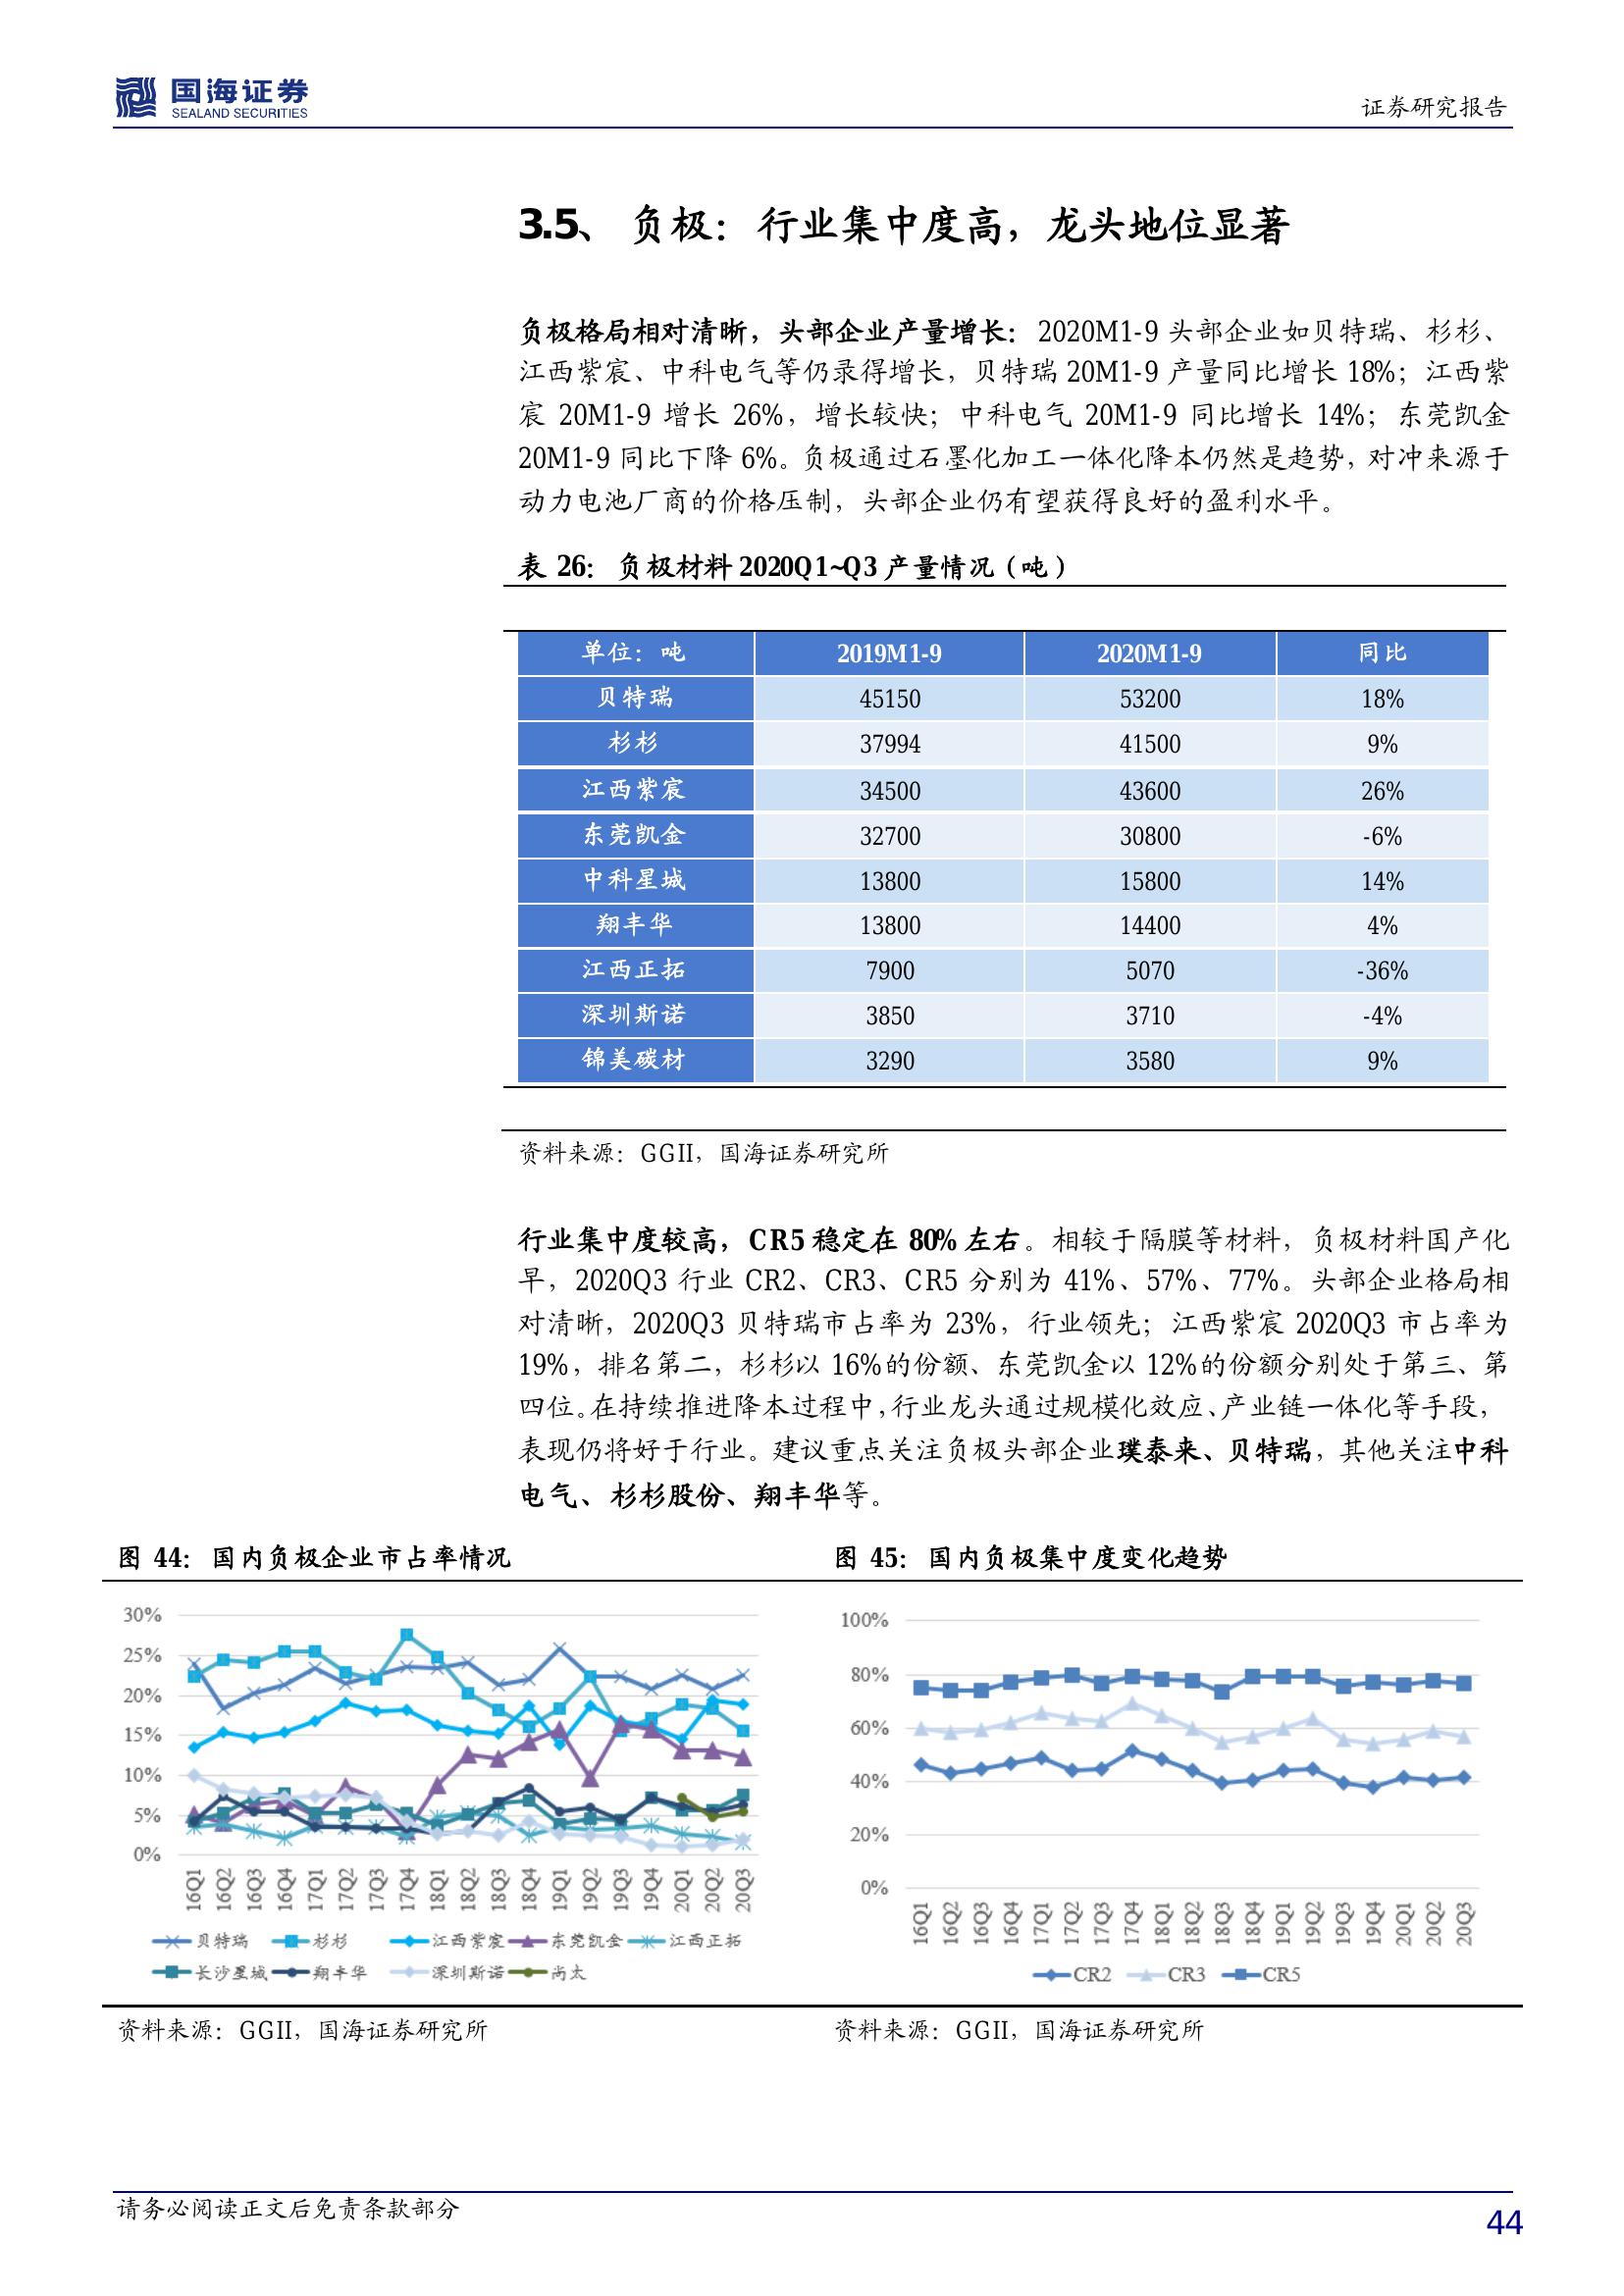 国海证券
SEALAND SECURITIES
证券研究报告
3.5、 负极：行业集中度高，龙头地位显著
负极格局相对清晰，头部企业产量增长：2020M1-9 头部企业如贝特瑞、杉杉、
江西紫宸、中科电气等仍录得增长，贝特瑞 20M1-9 产量同比增长 18%；江西紫
宸 20M1-9 增长 26%，增长较快；中科电气 20M1-9 同比增长 14%；东莞凯金
20M1-9 同比下降 6%。负极通过石墨化加工一体化降本仍然是趋势，对冲来源于
动力电池厂商的价格压制，头部企业仍有望获得良好的盈利水平。
表 26： 负极材料 2020Q1~Q3 产量情况（吨）
单位：吨 2019M1-9 2020M1-9 同比
贝特瑞 45150 53200 18%
杉杉 37994 41500 9%
江西紫宸 34500 43600 26%
东莞凯金 32700 30800 -6%
中科星城 13800 15800 14%
翔丰华 13800 14400 4%
江西正拓 7900 5070 -36%
深圳斯诺 3850 3710 -4%
锦美碳材 3290 3580 9%
资料来源：GGII，国海证券研究所
行业集中度较高，CR5 稳定在 80%左右。相较于隔膜等材料，负极材料国产化
早，2020Q3 行业 CR2、CR3、CR5 分别为 41%、57%、77%。头部企业格局相
对清晰，2020Q3 贝特瑞市占率为 23%，行业领先；江西紫宸 2020Q3 市占率为
19%，排名第二，杉杉以 16%的份额、东莞凯金以 12%的份额分别处于第三、第
四位。在持续推进降本过程中，行业龙头通过规模化效应、产业链一体化等手段，
表现仍将好于行业。建议重点关注负极头部企业璞泰来、贝特瑞，其他关注中科
电气、杉杉股份、翔丰华等。
图 44： 国内负极企业市占率情况
30%
25%
20%
15%
10%
5%
0%
16Q1 16Q2 16Q3 16Q4 17Q1 17Q2 17Q3 17Q4 18Q1 18Q2 18Q3 18Q4 19Q1 19Q2 19Q3 19Q4 20Q1 20Q2 20Q3
贝特瑞 杉杉 江西紫宸 东莞凯金 江西正拓
长沙星城 翔丰华 深圳斯诺 尚太
资料来源：GGII，国海证券研究所
图 45： 国内负极集中度变化趋势
100%
80%
60%
40%
20%
0%
16Q1 16Q2 16Q3 16Q4 17Q1 17Q2 17Q3 17Q4 18Q1 18Q2 18Q3 18Q4 19Q1 19Q2 19Q3 19Q4 20Q1 20Q2 20Q3
CR2 CR3 CR5
资料来源：GGII，国海证券研究所
请务必阅读正文后免责条款部分
44